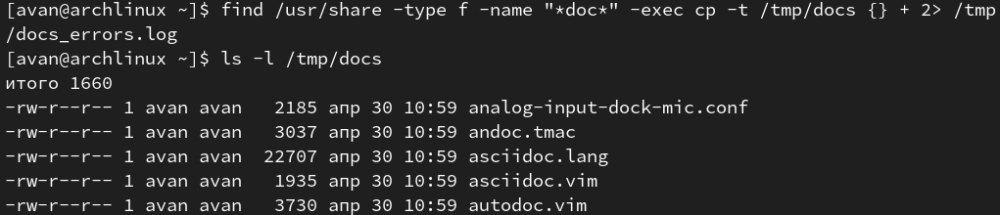 [avan@archlinux ~]$ find /usr/share -type f -name "*doc*" -exec cp -t /tmp/docs {} + 2> /tmp
/docs_errors.log
[avan@archlinux ~]$ ls -l /tmp/docs
итого 1660
-rw-r--r-- 1 avan avan   2185 апр 30 10:59 analog-input-dock-mic.conf
-rw-r--r-- 1 avan avan   3037 апр 30 10:59 andoc.tmac
-rw-r--r-- 1 avan avan  22707 апр 30 10:59 asciidoc.lang
-rw-r--r-- 1 avan avan   1935 апр 30 10:59 asciidoc.vim
-rw-r--r-- 1 avan avan   3730 апр 30 10:59 autodoc.vim